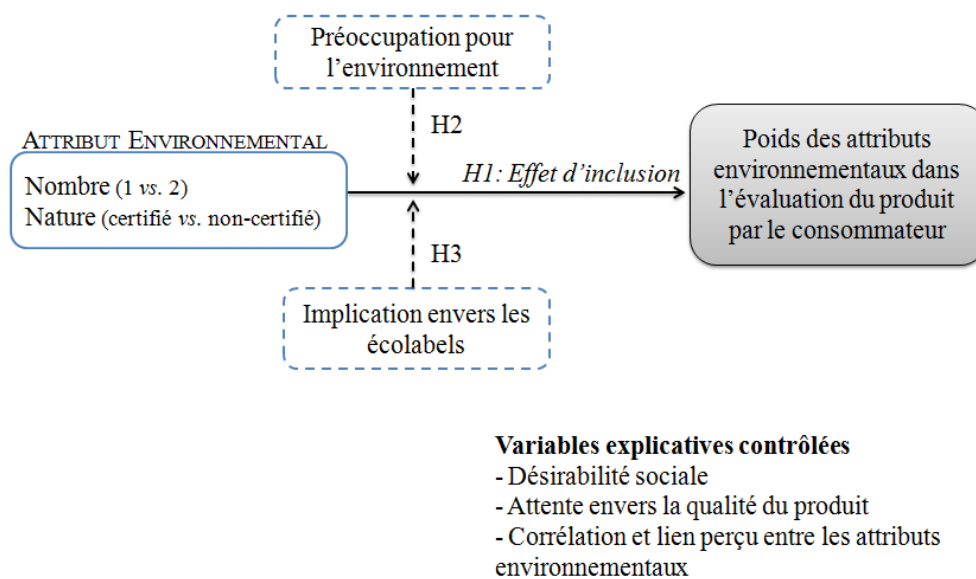 Préoccupation pour
l'environnement
H2
ATTRIBUT ENVIRONNEMENTAL
Nombre (1 vs. 2)
Nature (certifié vs. non-certifié)
H1: Effet d'inclusion
Poids des attributs
environnementaux dans
l'évaluation du produit
par le consommateur
H3
Implication envers les
écolabels
Variables explicatives contrôlées
- Désirabilité sociale
- Attente envers la qualité du produit
- Corrélation et lien perçu entre les attributs
environnementaux